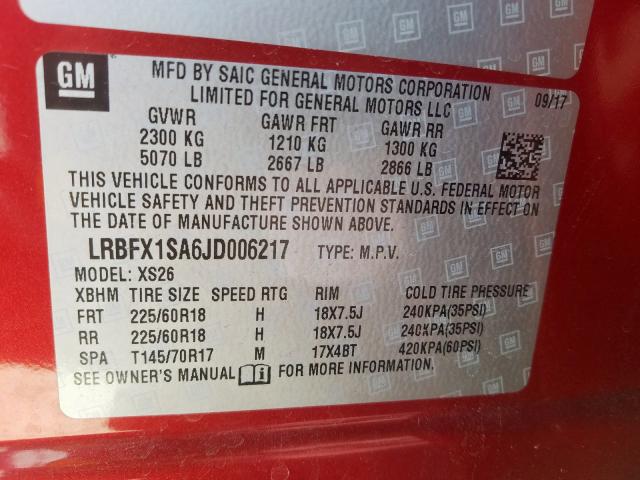 GM
MFD BY SAIC GENERAL MOTORS CORPORATION
LIMITED FOR GENERAL MOTORS LLC
09/17
GVWR GAWR FRT GAWR RR
2300 KG 1210 KG 1300 KG
5070 LB 2667 LB 2866 LB
THIS VEHICLE CONFORMS TO ALL APPLICABLE U.S. FEDERAL MOTOR
VEHICLE SAFETY AND THEFT PREVENTION STANDARDS IN EFFECT ON
THE DATE OF MANUFACTURE SHOWN ABOVE.
LRBFX1SA6JD006217 TYPE: M.P.V.
MODEL: XS26
XBHM TIRE SIZE SPEED RTG RIM COLD TIRE PRESSURE
FRT 225/60R18 H 18X7.5J 240KPA(35PSI)
RR 225/60R18 H 18X7.5J 240KPA(35PSI)
SPA T145/70R17 M 17X4BT 420KPA(60PSI)
SEE OWNER'S MANUAL FOR MORE INFORMATION.